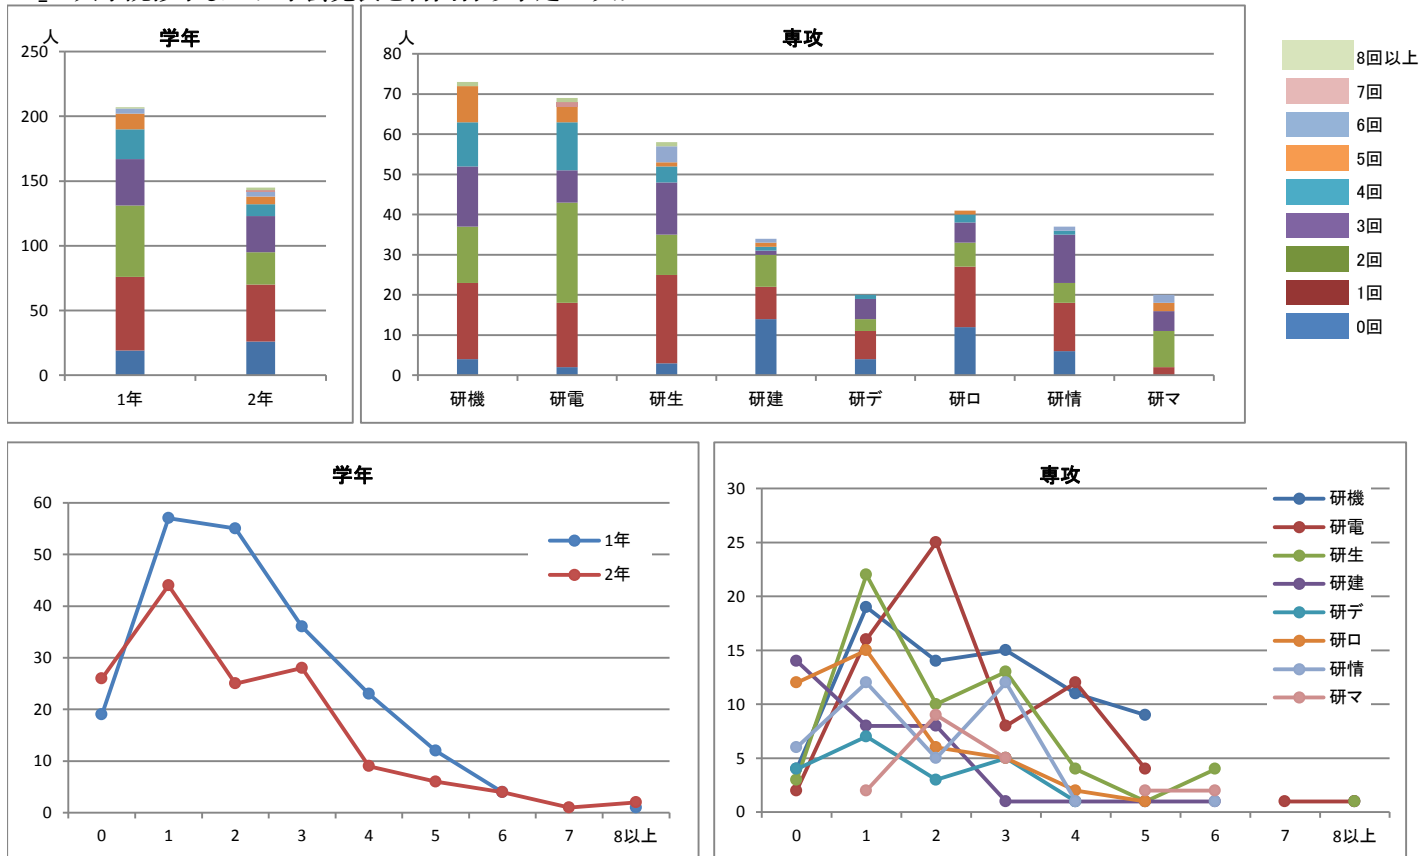 人
学年
250
200
150
100
50
0
1年 2年
人
専攻
80
70
60
50
40
30
20
10
0
研機 研電 研生 研建 研デ 研ロ 研情 研マ
8回以上
7回
6回
5回
4回
3回
2回
1回
0回
学年
60
50
40
30
20
10
0
0 1 2 3 4 5 6 7 8以上
1年
2年
専攻
30
25
20
15
10
5
0
0 1 2 3 4 5 6 7 8以上
研機
研電
研生
研建
研デ
研ロ
研情
研マ